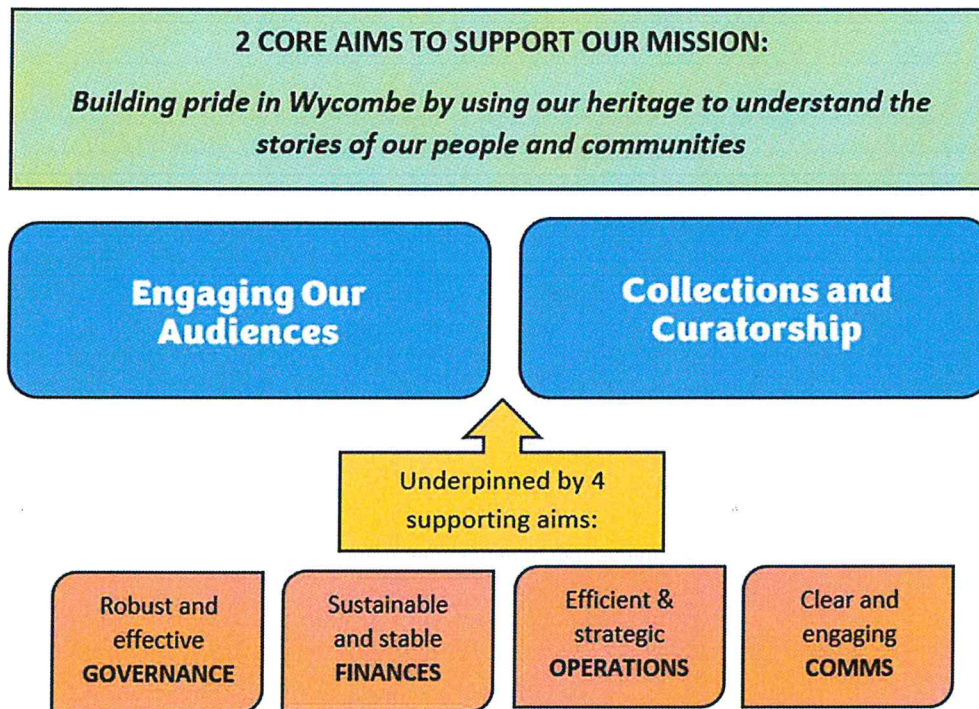 2 CORE AIMS TO SUPPORT OUR MISSION:
Building pride in Wycombe by using our heritage to understand the
stories of our people and communities
Engaging Our
Audiences
Collections and
Curatorship
Underpinned by 4
supporting aims:
Robust and
effective
GOVERNANCE
Sustainable
and stable
FINANCES
Efficient &
strategic
OPERATIONS
Clear and
engaging
COMMS